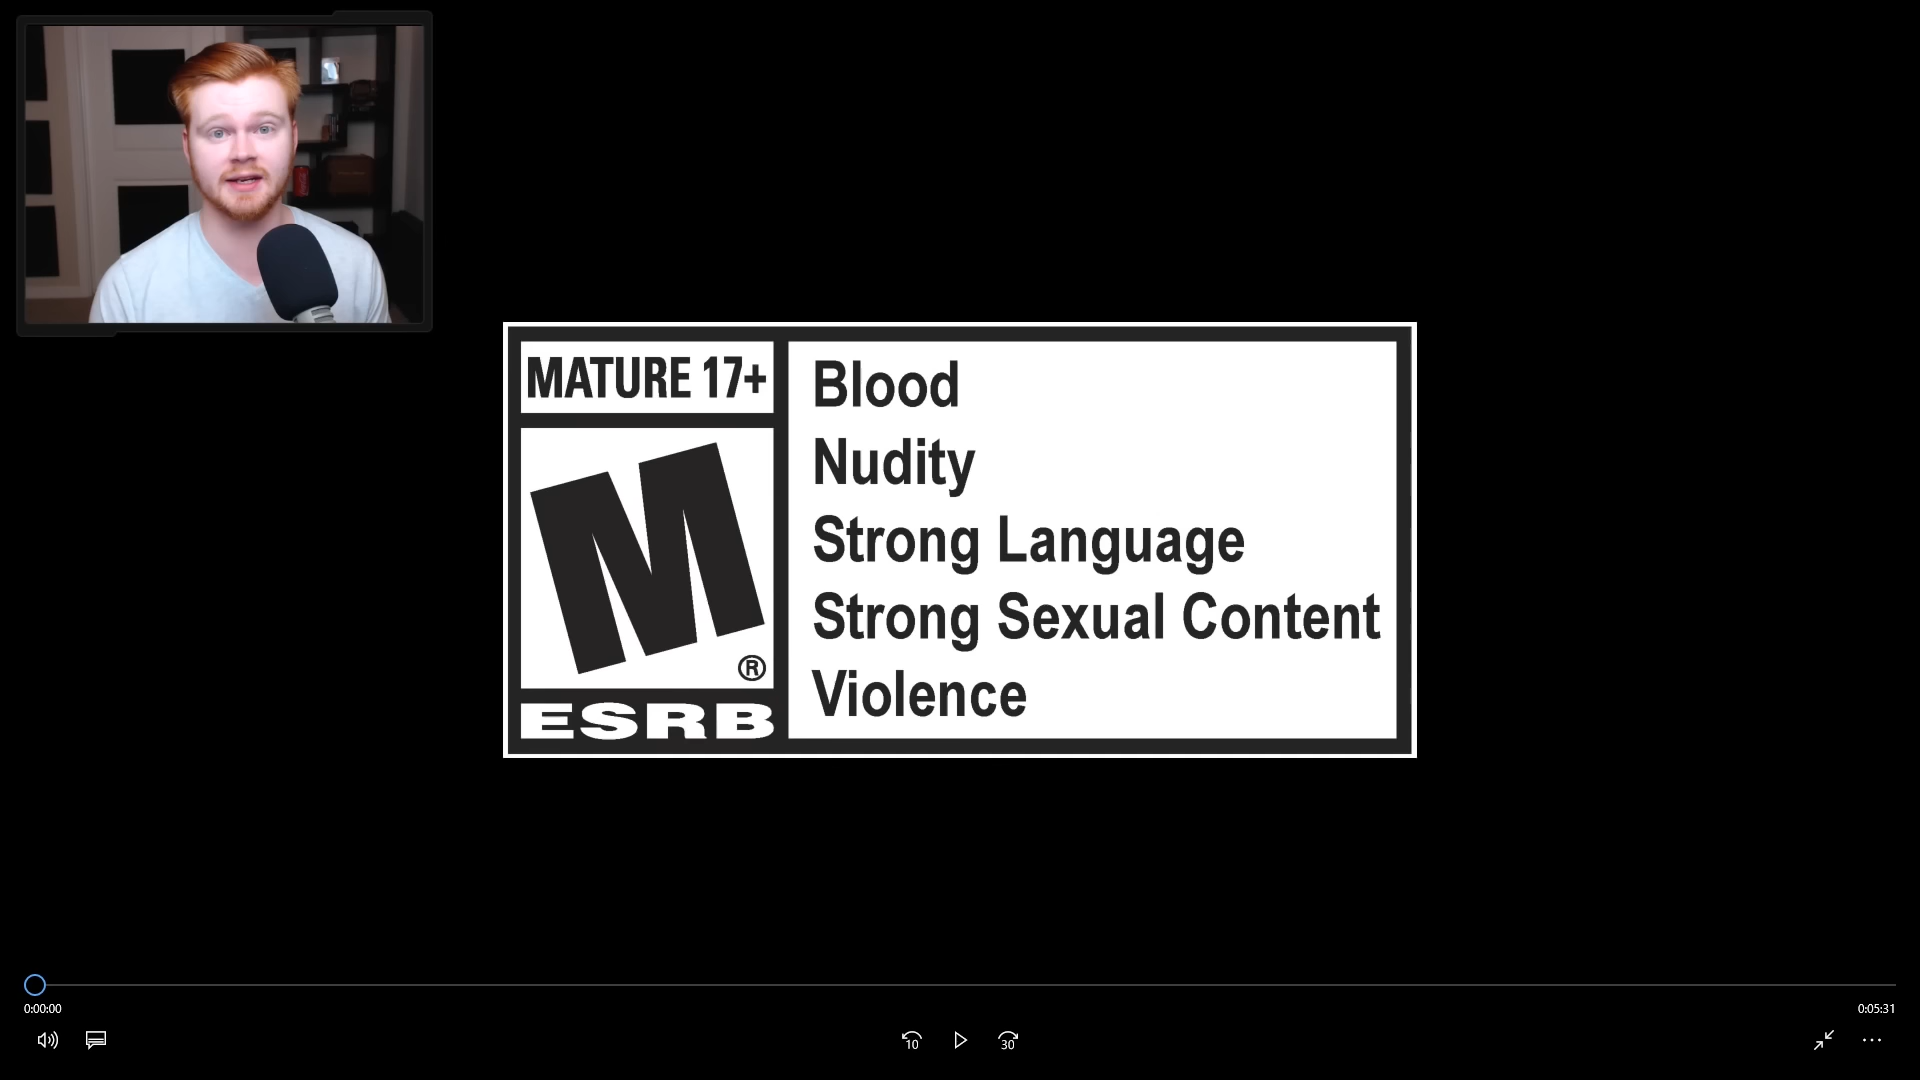 MATURE 17+
M
®
ESRB
Blood
Nudity
Strong Language
Strong Sexual Content
Violence
0:00:00
0:05:31
10
30